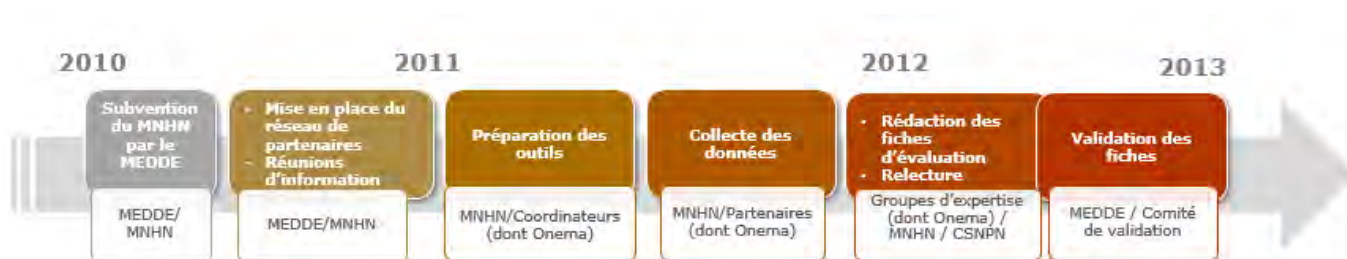 2010
2011
2012
2013
Subvention
du MNHN
par le
MEDDE
MEDDE/
MNHN
- Mise en place du
réseau de
partenaires
- Réunions
d'information
MEDDE/MNHN
Préparation des
outils
MNHN/Coordinateurs
(dont Onema)
Collecte des
données
MNHN/Partenaires
(dont Onema)
• Rédaction des
fiches
d'évaluation
• Relecture
Groupes d'expertise
(dont Onema) /
MNHN / CSNPN
Validation des
fiches
MEDDE / Comité
de validation